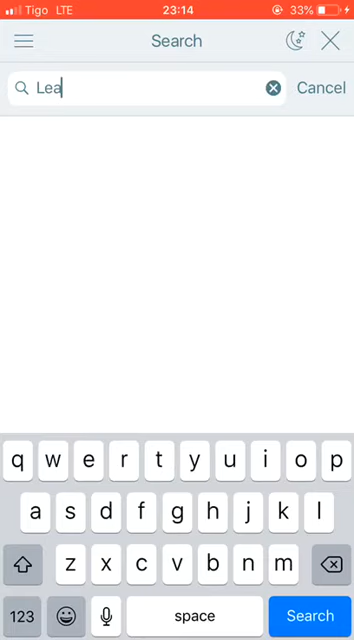 Tigo LTE 23:14 33%
Search
Lea Cancel
q w e r t y u i o p
a s d f g h j k l
z x c v b n m
123 space Search